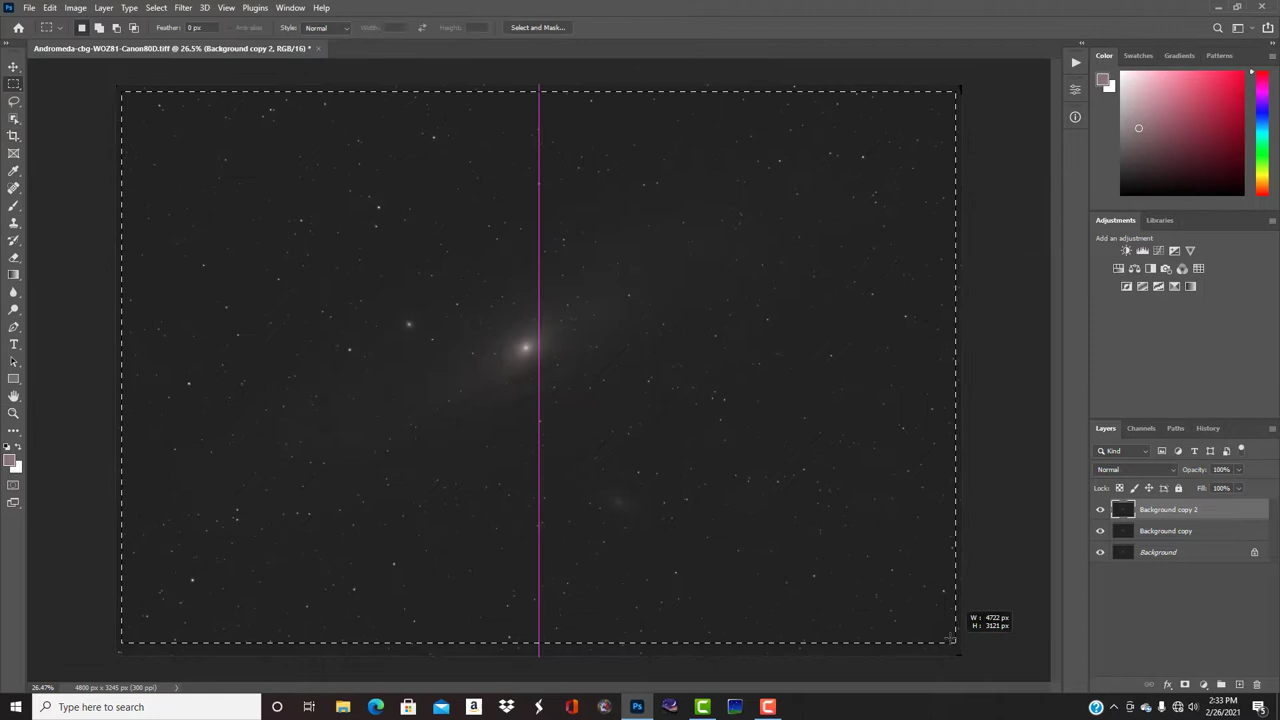 Ps File Edit Image Layer Type Select Filter 3D View Plugins Window Help
Feather: 0 px Anti-alias Style: Normal Width: Height: Select and Mask...
Andromeda-cbg-WOZ81-Canon80D.tiff @ 26.5% (Background copy 2, RGB/16) * ×
Color Swatches Gradients Patterns
Adjustments Libraries
Add an adjustment
Layers Channels Paths History
Kind
Normal Opacity: 100%
Lock: Fill: 100%
Background copy 2
Background copy
Background
W: 4722 px
H: 3121 px
26.47% 4800 px x 3245 px (300 ppi)
Type here to search
a
Ps
2:33 PM
2/26/2021